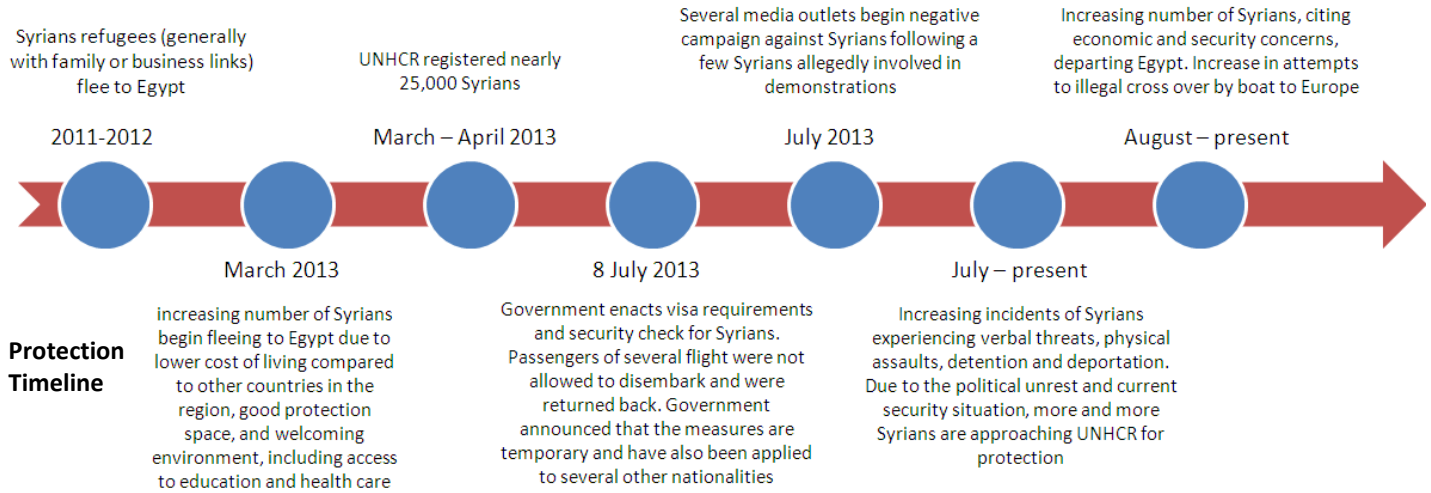 Syrians refugees (generally
with family or business links)
flee to Egypt
2011-2012
increasing number of Syrians
begin fleeing to Egypt due to
lower cost of living compared
to other countries in the
region, good protection
space, and welcoming
environment, including access
to education and health care
March 2013
UNHCR registered nearly
25,000 Syrians
March – April 2013
8 July 2013
Government enacts visa requirements
and security check for Syrians.
Passengers of several flight were not
allowed to disembark and were
returned back. Government
announced that the measures are
temporary and have also been applied
to several other nationalities
Several media outlets begin negative
campaign against Syrians following a
few Syrians allegedly involved in
demonstrations
July 2013
July – present
Increasing incidents of Syrians
experiencing verbal threats, physical
assaults, detention and deportation.
Due to the political unrest and current
security situation, more and more
Syrians are approaching UNHCR for
protection
Increasing number of Syrians, citing
economic and security concerns,
departing Egypt. Increase in attempts
to illegal cross over by boat to Europe
August – present
Protection
Timeline